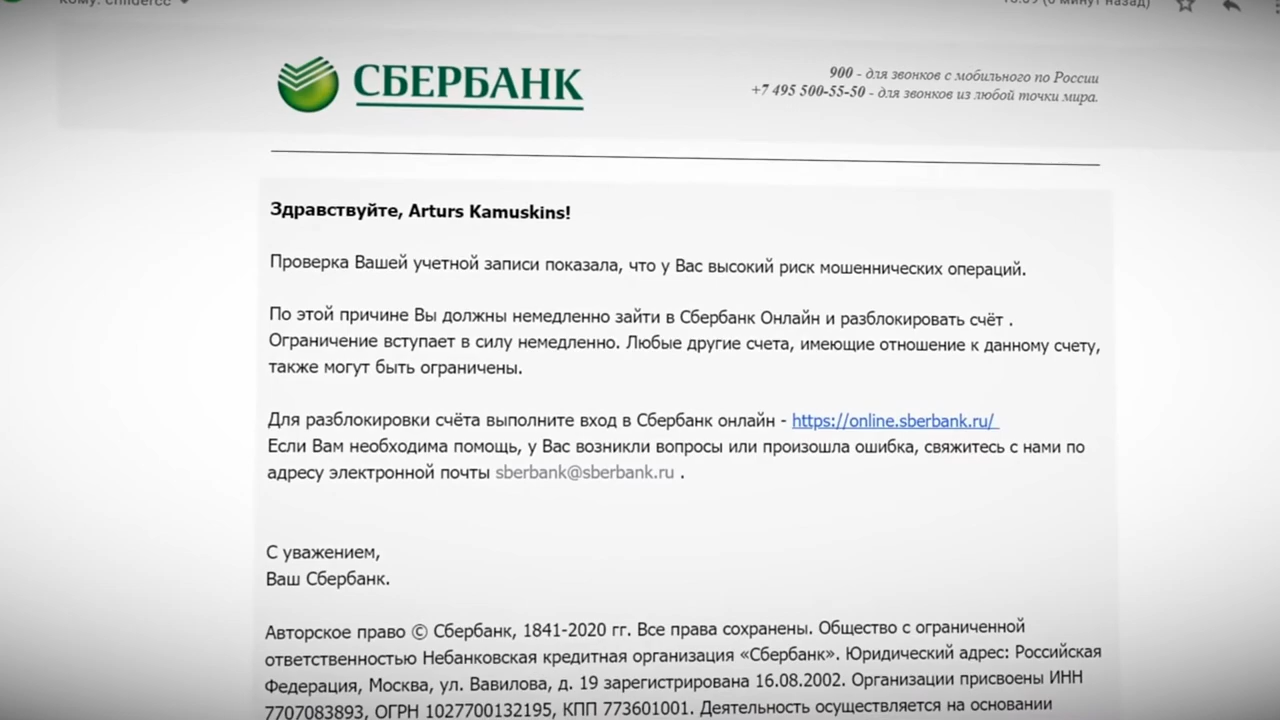 кому: childercc
(6 минут назад)
СБЕРБАНК
900 - для звонков с мобильного по России
+7 495 500-55-50 - для звонков из любой точки мира.
Здравствуйте, Arturs Kamuskins!
Проверка Вашей учетной записи показала, что у Вас высокий риск мошеннических операций.
По этой причине Вы должны немедленно зайти в Сбербанк Онлайн и разблокировать счёт .
Ограничение вступает в силу немедленно. Любые другие счета, имеющие отношение к данному счету,
также могут быть ограничены.
Для разблокировки счёта выполните вход в Сбербанк онлайн - https://online.sberbank.ru/
Если Вам необходима помощь, у Вас возникли вопросы или произошла ошибка, свяжитесь с нами по
адресу электронной почты sberbank@sberbank.ru .
С уважением,
Ваш Сбербанк.
Авторское право © Сбербанк, 1841-2020 гг. Все права сохранены. Общество с ограниченной
ответственностью Небанковская кредитная организация «Сбербанк». Юридический адрес: Российская
Федерация, Москва, ул. Вавилова, д. 19 зарегистрирована 16.08.2002. Организации присвоены ИНН
7707083893, ОГРН 1027700132195, КПП 773601001. Деятельность осуществляется на основании